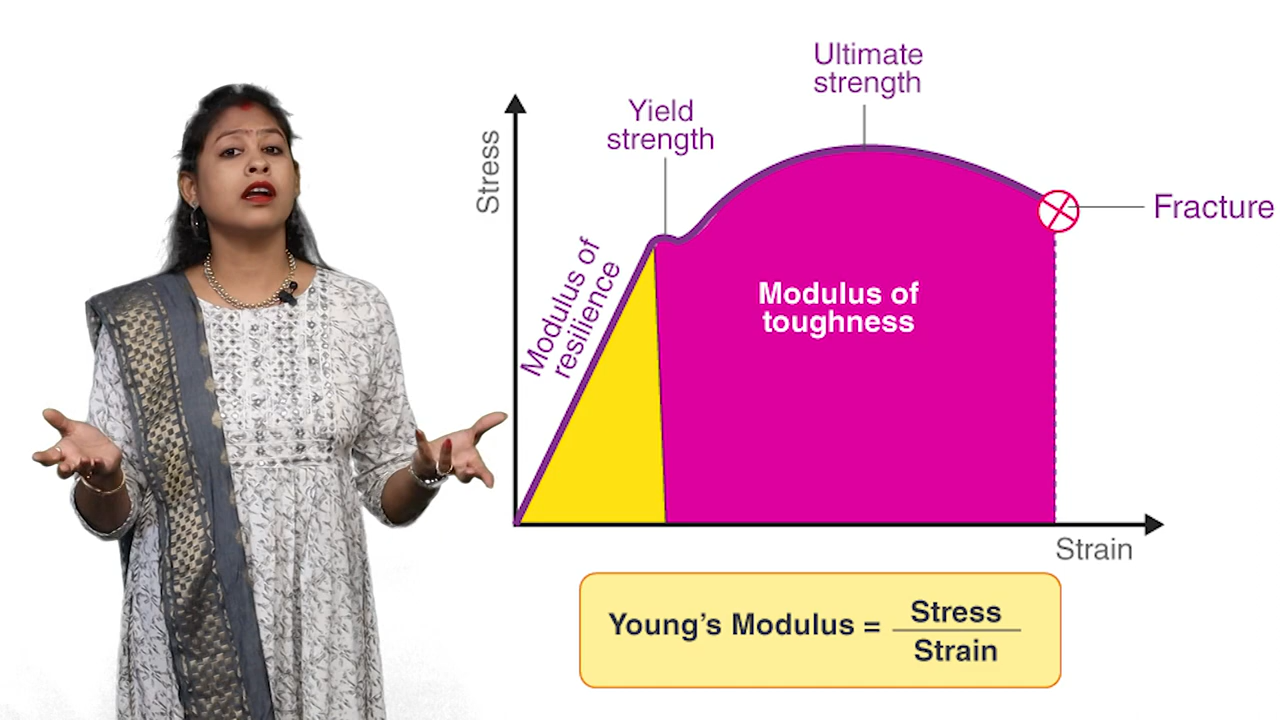 Ultimate
strength
Yield
strength
Stress
Modulus of
resilience
Fracture
Modulus of
toughness
Strain
Young's Modulus = Stress
Strain